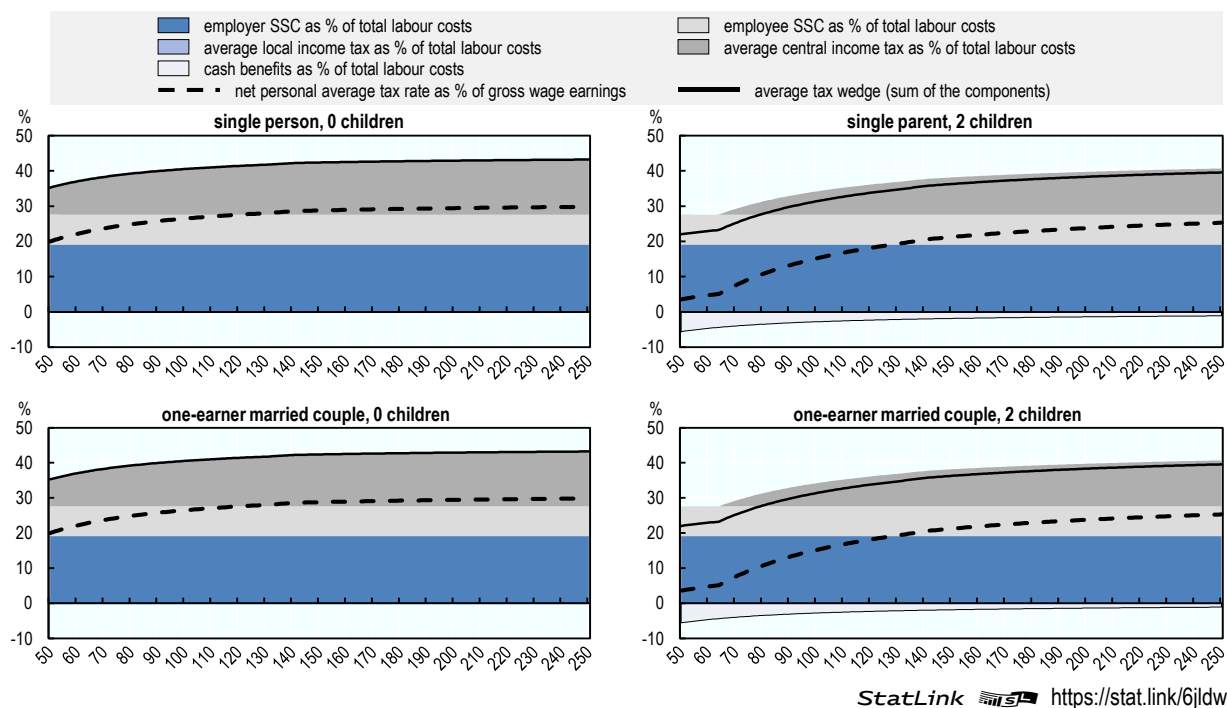 employer SSC as % of total labour costs
employee SSC as % of total labour costs
average local income tax as % of total labour costs
average central income tax as % of total labour costs
cash benefits as % of total labour costs
net personal average tax rate as % of gross wage earnings
average tax wedge (sum of the components)
%
single person, 0 children
50
40
30
20
10
0
-10
50 60 70 80 90 100 110 120 130 140 150 160 170 180 190 200 210 220 230 240 250
%
single parent, 2 children
50
40
30
20
10
0
-10
50 60 70 80 90 100 110 120 130 140 150 160 170 180 190 200 210 220 230 240 250
%
one-earner married couple, 0 children
50
40
30
20
10
0
-10
50 60 70 80 90 100 110 120 130 140 150 160 170 180 190 200 210 220 230 240 250
%
one-earner married couple, 2 children
50
40
30
20
10
0
-10
50 60 70 80 90 100 110 120 130 140 150 160 170 180 190 200 210 220 230 240 250
StatLink https://stat.link/6jldw